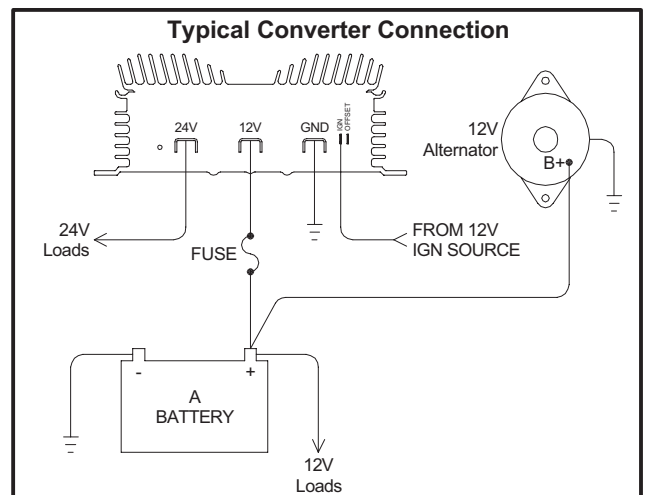 Typical Converter Connection
24V
12V
GND
IGN
OFFSET
12V
Alternator
B+
24V
Loads
FUSE
FROM 12V
IGN SOURCE
- +
A
BATTERY
12V
Loads